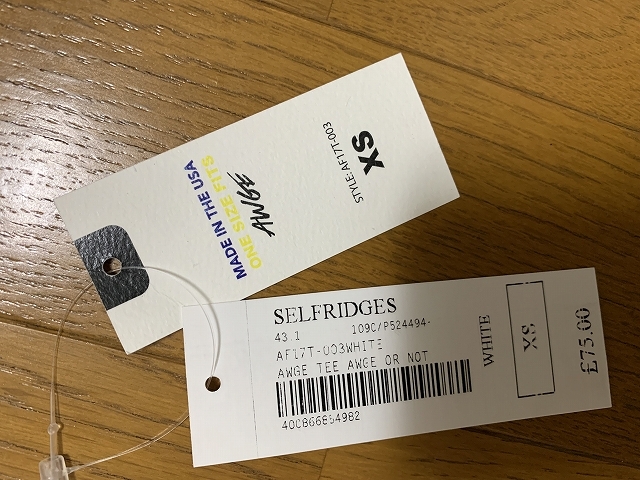 MADE IN THE USA
ONE SIZE FITS
AWGE
STYLE:AF17T-003
XS
SELFRIDGES
43.1 109C/P524494-
AF17T-003WHITE
AWGE TEE AWGE OR NOT
400866854982
WHITE
XS
£75.00